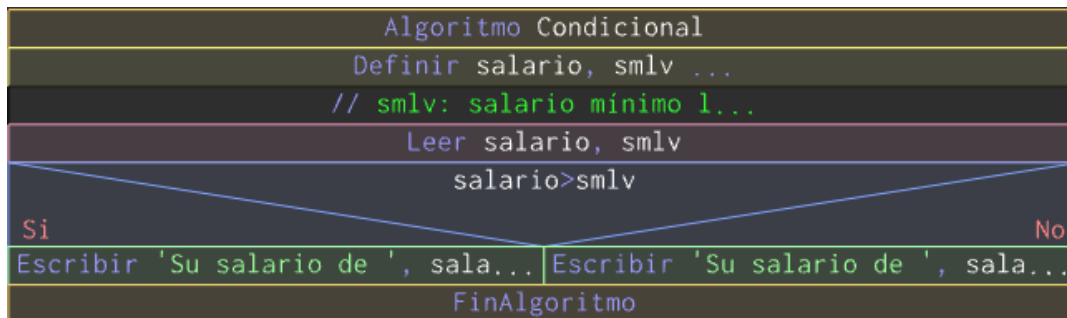 Algoritmo Condicional
Definir salario, smlv ...
// smlv: salario mínimo l...
Leer salario, smlv
salario>smlv
Si
No
Escribir 'Su salario de ', sala...
Escribir 'Su salario de ', sala...
FinAlgoritmo